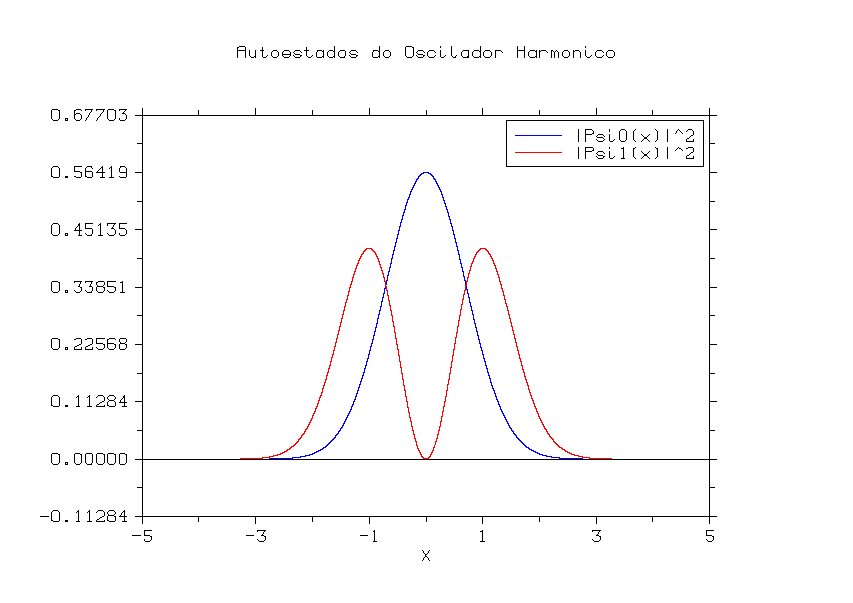 Autoestados do Oscilador Harmonico
|Psi0(x)|^2
|Psi1(x)|^2
0.67703
0.56419
0.45135
0.33851
0.22568
0.11284
0.00000
-0.11284
-5 -3 -1 1 3 5
X